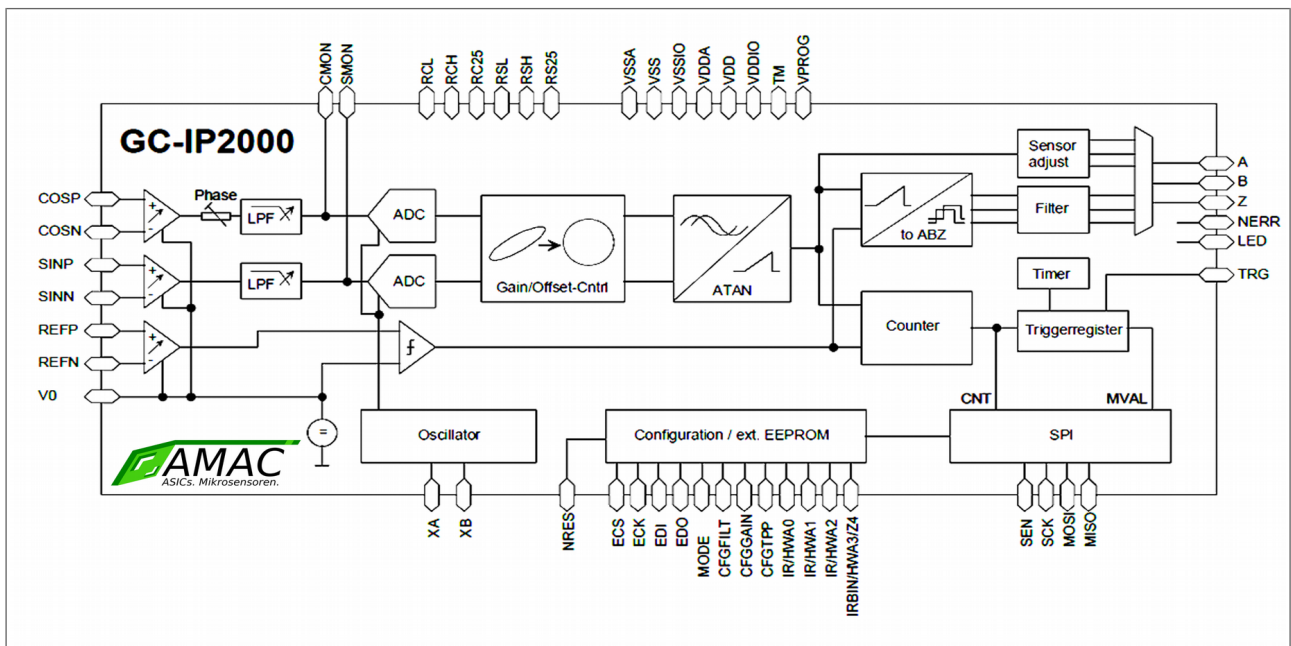 CMON
SMON
RCL
RCH
RC25
RSL
RSH
RS25
VSSA
VSS
VSSIO
VDDA
VDD
VDDIO
TM
VPROG
GC-IP2000
COSP
COSN
SINP
SINN
REFP
REFN
V0
+
-
+
-
+
-
Phase
LPF
LPF
ADC
ADC
Gain/Offset-Cntrl
ATAN
to ABZ
Sensor
adjust
Filter
Timer
Counter
Triggerregister
A
B
Z
NERR
LED
TRG
CNT
MVAL
=
Oscillator
Configuration / ext. EEPROM
SPI
AMAC
ASICs. Mikrosensoren.
XA
XB
NRES
ECS
ECK
EDI
EDO
MODE
CFGFILT
CFGGAIN
CFGTPP
IR/HWA0
IR/HWA1
IR/HWA2
IRBIN/HWA3/Z4
SEN
SCK
MOSI
MISO